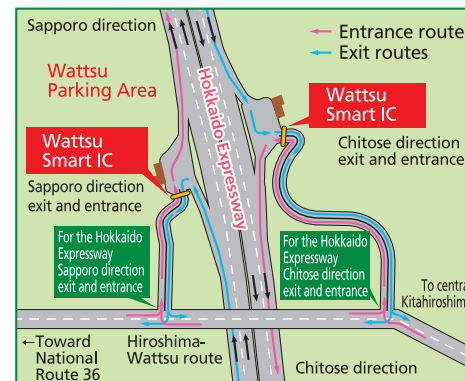 Sapporo direction
Entrance route
Exit routes
Wattsu
Parking Area
Hokkaido Expressway
Wattsu
Smart IC
Chitose direction
exit and entrance
Wattsu
Smart IC
Sapporo direction
exit and entrance
For the Hokkaido
Expressway
Sapporo direction
exit and entrance
For the Hokkaido
Expressway
Chitose direction
exit and entrance
To
←Toward
National
Route 36
Hiroshima-
Wattsu route
Chitose direction